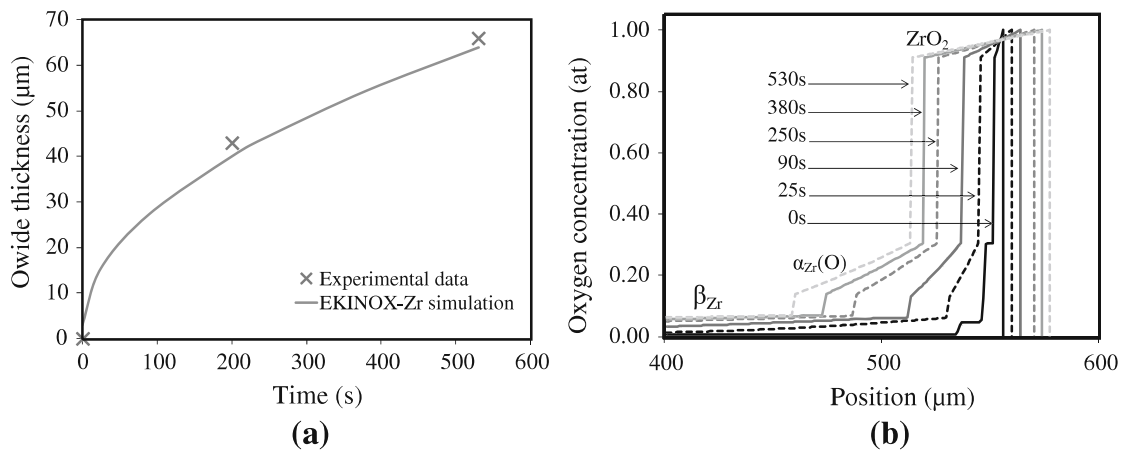 70
60
50
40
30
20
10
0
Owide thickness (µm)
0 100 200 300 400 500 600
Time (s)
Experimental data
EKINOX-Zr simulation
(a)
1.00
0.80
0.60
0.40
0.20
0.00
Oxygen concentration (at)
ZrO2
530s
380s
250s
90s
25s
0s
αZr(O)
βZr
400 500 600
Position (µm)
(b)